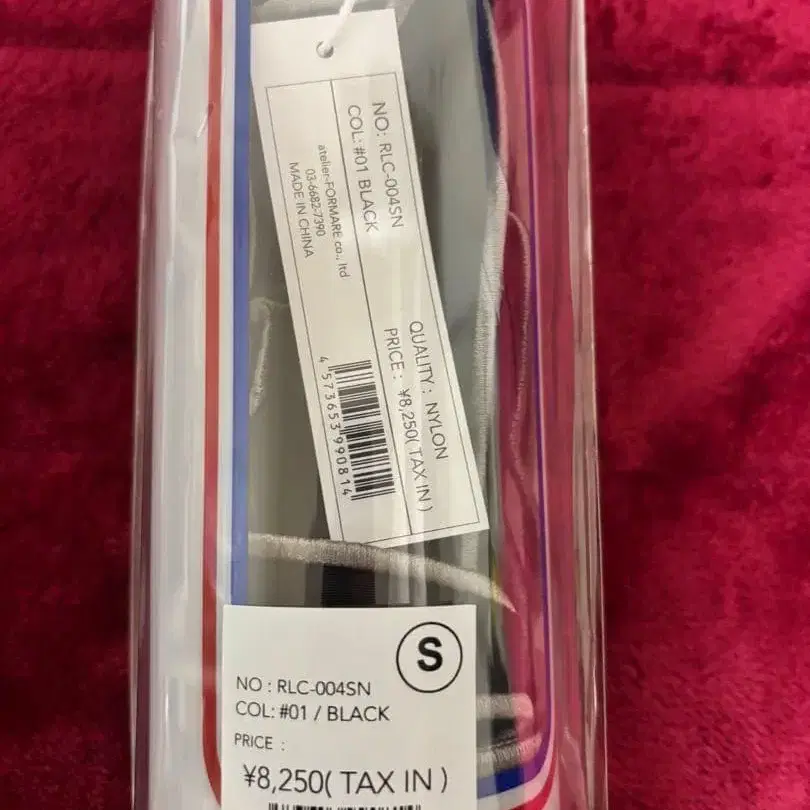 NO: RLC-004SN
COL: #01 BLACK
QUALITY : NYLON
PRICE : ¥8,250( TAX IN )
atelier-FORMARE co., ltd
03-6682-7390
MADE IN CHINA
4 573653 990814
S
NO : RLC-004SN
COL: #01 / BLACK
PRICE :
¥8,250( TAX IN )